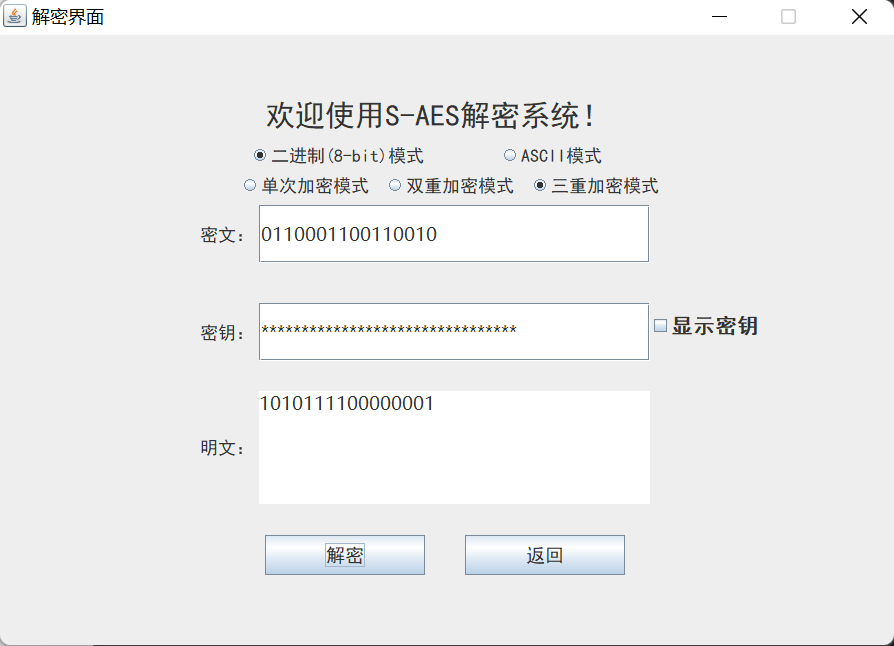 解密界面
欢迎使用S-AES解密系统!
二进制(8-bit)模式 ASCII模式
单次加密模式 双重加密模式 三重加密模式
密文: 0110001100110010
密钥: ******************************** 显示密钥
明文: 1010111100000001
解密 返回